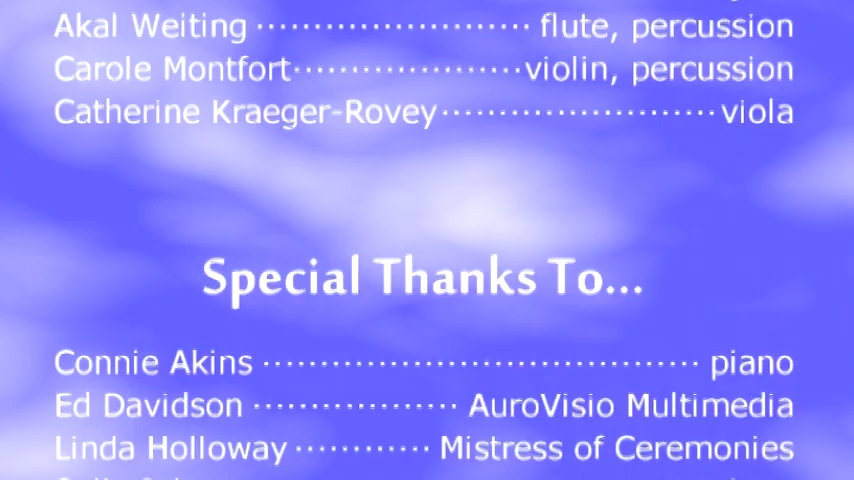 Akal Weiting ························ flute, percussion
Carole Montfort····················violin, percussion
Catherine Kraeger-Rovey························viola
Special Thanks To...
Connie Akins ······································ piano
Ed Davidson ·················· AuroVisio Multimedia
Linda Holloway ············ Mistress of Ceremonies